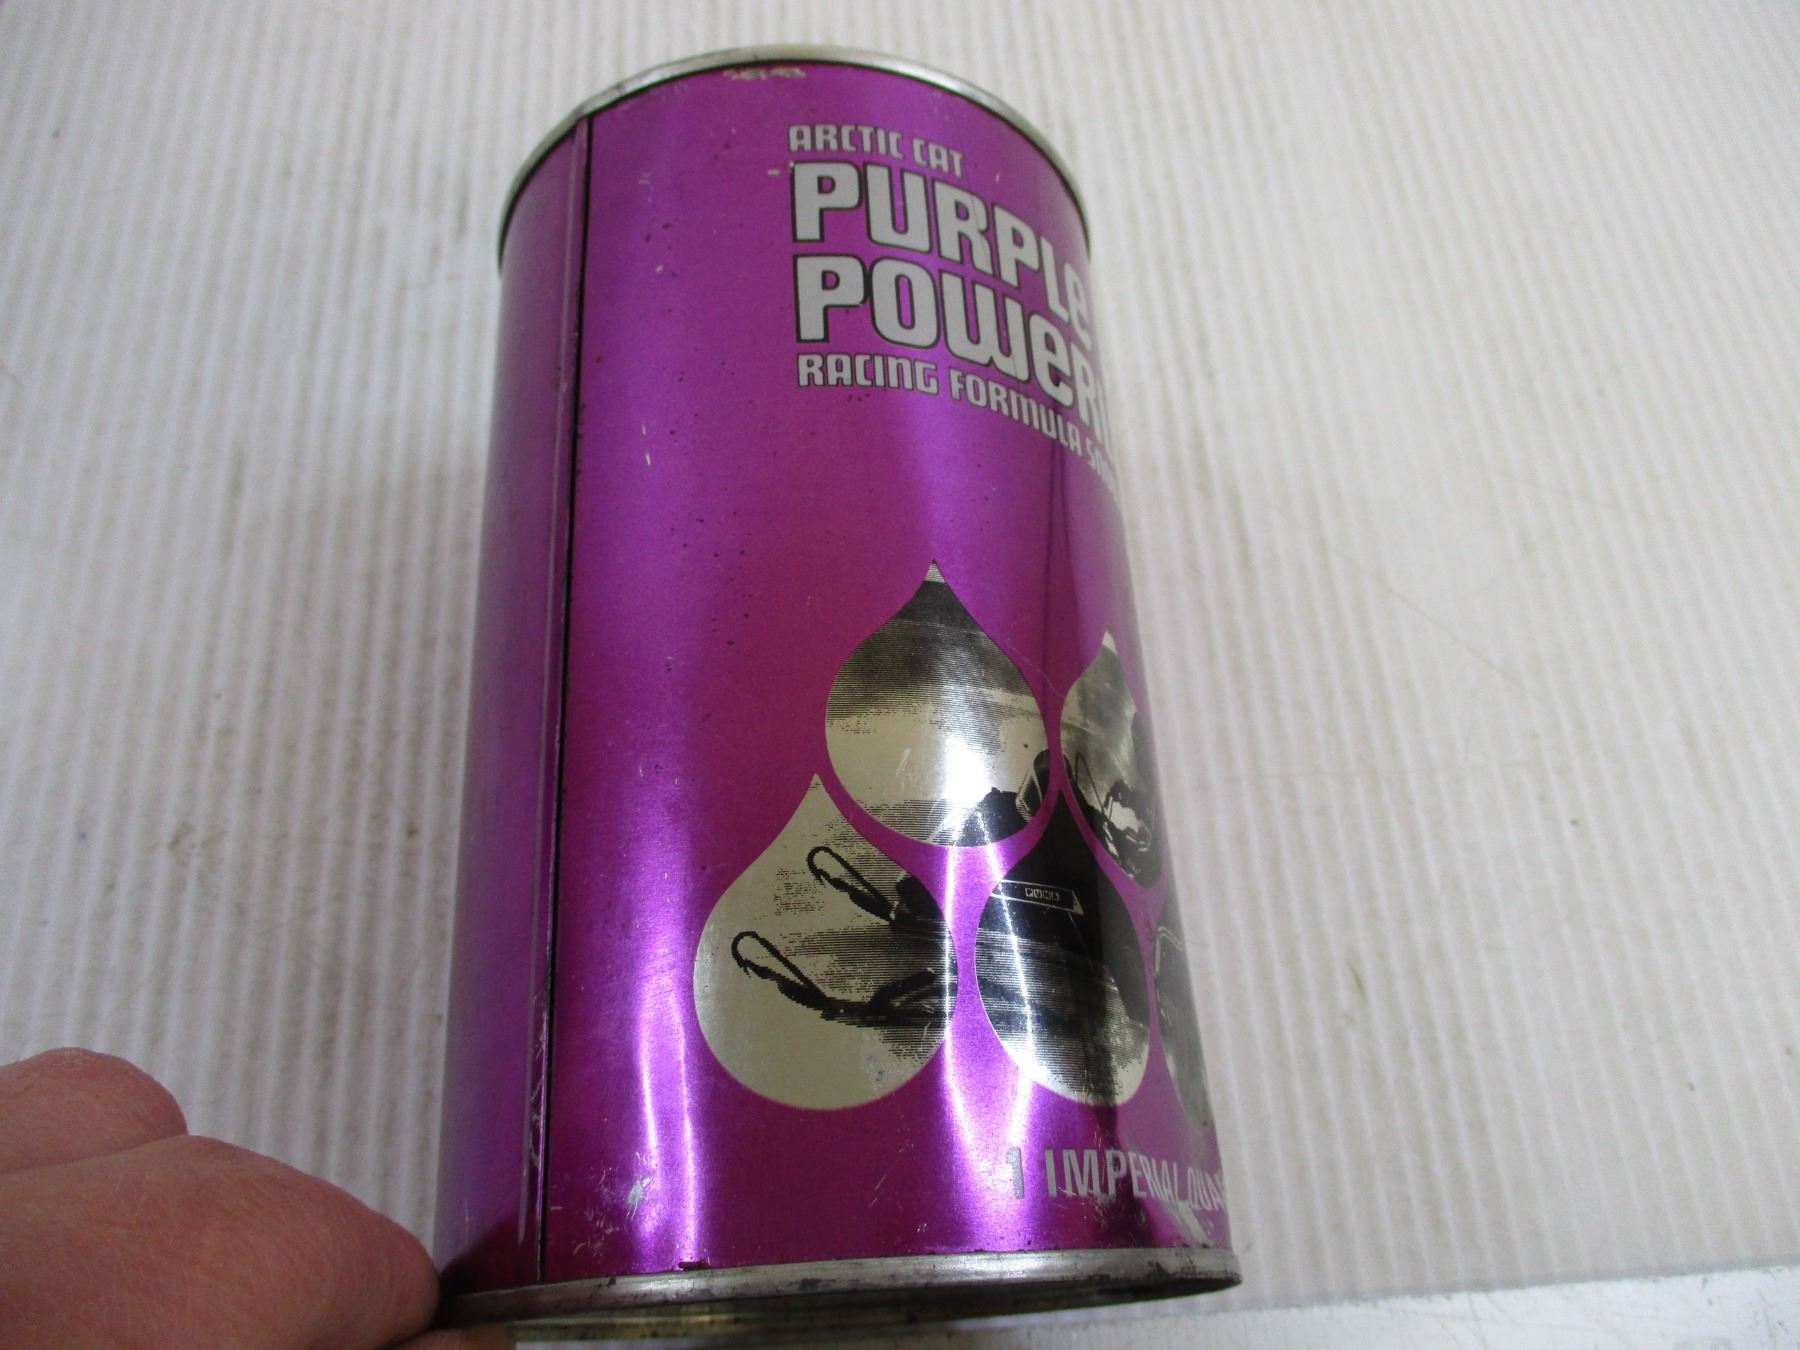 ARCTIC CAT
PURPLe
POWeR
RACING FORMULA
1 IMPERIAL